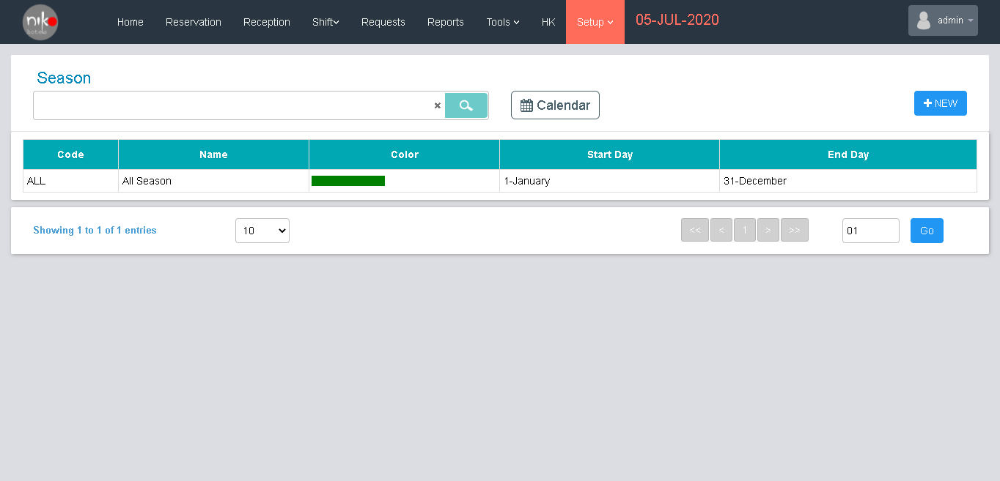 niko
hotels
Home Reservation Reception Shift Requests Reports Tools HK Setup 05-JUL-2020 admin
Season
Calendar
NEW
Code Name Color Start Day End Day
ALL All Season 1-January 31-December
Showing 1 to 1 of 1 entries 10 << < 1 > >> 01 Go